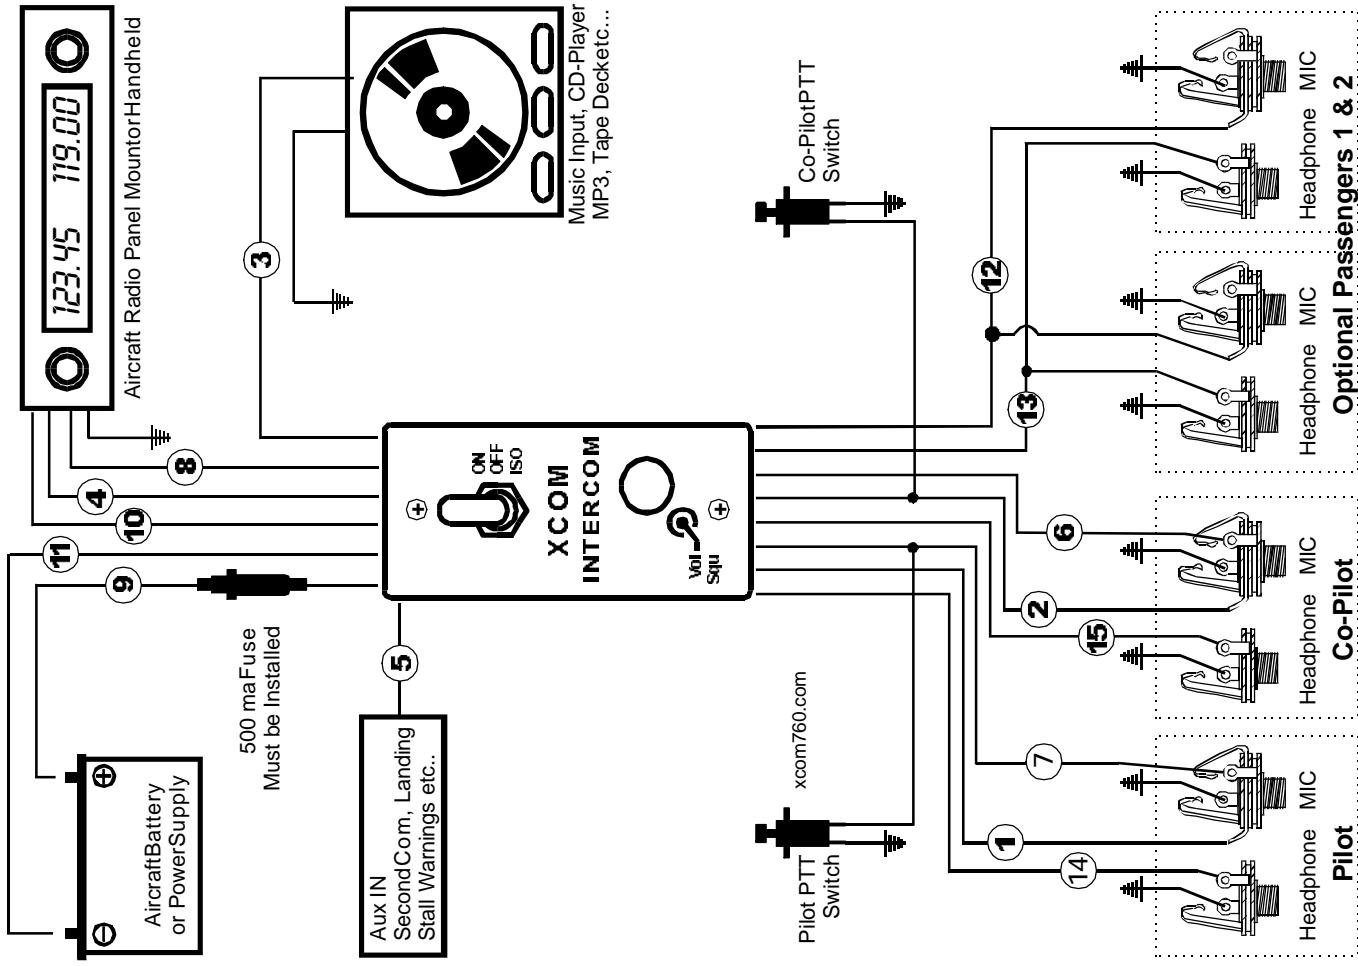 123.45 119.00
Aircraft Radio Panel MountorHandheld
Music Input, CD-Player
MP3, Tape Decketc...
3
8
4
10
11
9
500 maFuse
Must be Installed
AircraftBattery
or PowerSupply
+
−
Aux IN
SecondCom, Landing
Stall Warnings etc..
5
ON
OFF
ISO
XCOM
INTERCOM
Vol
Squ
Co-PilotPTT
Switch
xcom760.com
Pilot PTT
Switch
12
13
6
2
15
7
1
14
Headphone MIC
Pilot
Headphone MIC
Co-Pilot
Headphone MIC
Headphone MIC
Optional Passengers 1 & 2